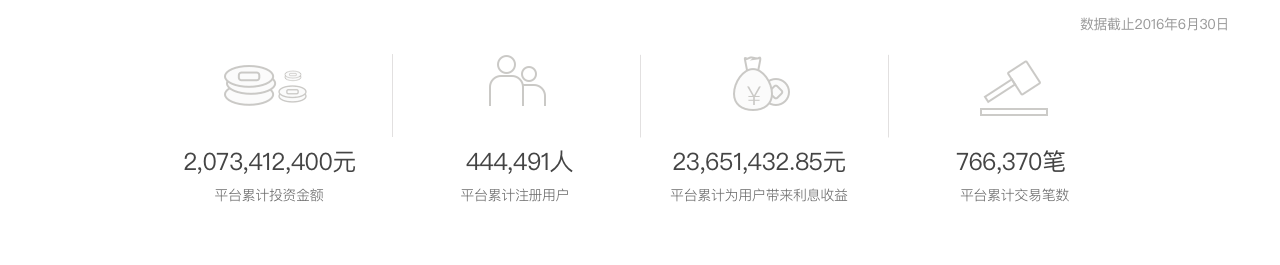 数据截止2016年6月30日
¥
2,073,412,400元
444,491人
23,651,432.85元
766,370笔
平台累计投资金额
平台累计注册用户
平台累计为用户带来利息收益
平台累计交易笔数